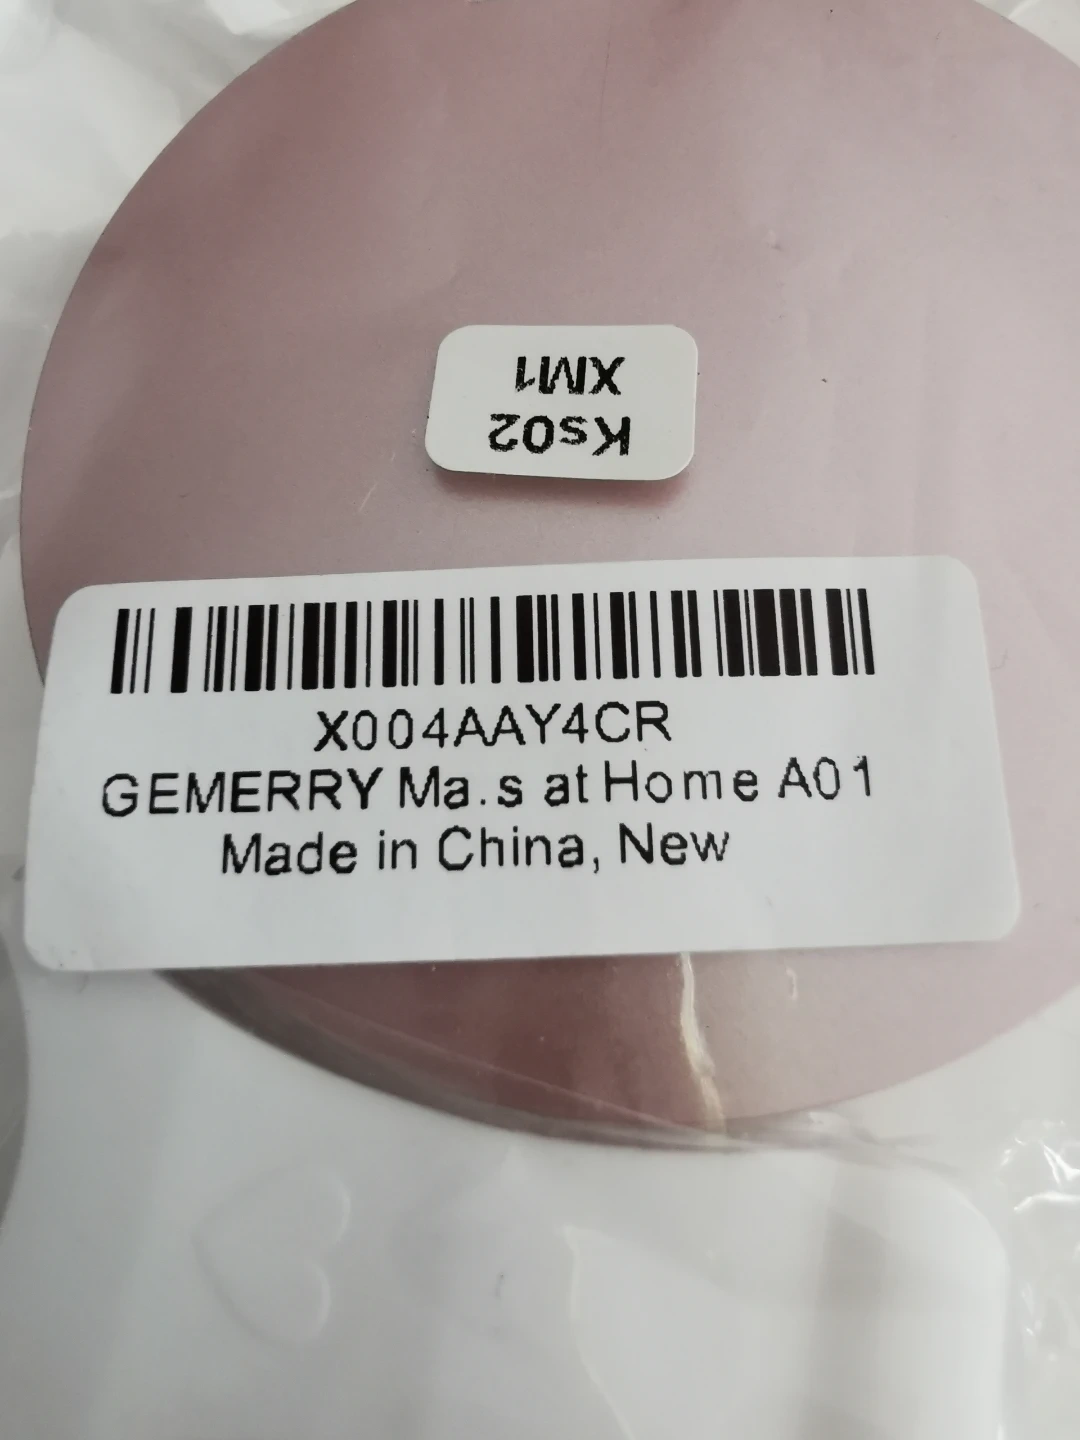 Ks02
XM1
X004AAY4CR
GEMERRY Ma.s at Home A01
Made in China, New